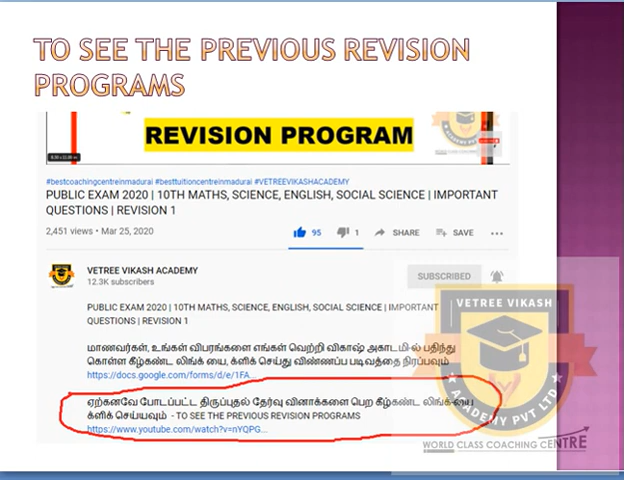 TO SEE THE PREVIOUS REVISION
PROGRAMS
REVISION PROGRAM
#bestcoachingcentreinmadurai #besttuitioncentreinmadurai #VETREEVIKASHACADEMY
PUBLIC EXAM 2020 | 10TH MATHS, SCIENCE, ENGLISH, SOCIAL SCIENCE | IMPORTANT
QUESTIONS | REVISION 1
2,451 views • Mar 25, 2020
95
1
SHARE
SAVE
VETREE VIKASH ACADEMY
12.3K subscribers
SUBSCRIBED
PUBLIC EXAM 2020 | 10TH MATHS, SCIENCE, ENGLISH, SOCIAL SCIENCE | IMPORTANT
QUESTIONS | REVISION 1
மாணவர்கள், உங்கள் விபரங்களை எங்கள் வெற்றி விகாஷ் அகாடமி-ல் பதிந்து
கொள்ள கீழ்கண்ட லிங்க் யை, க்ளிக் செய்து விண்ணப்ப படிவத்தை நிரப்பவும்
https://docs.google.com/forms/d/e/1FA...
ஏற்கனவே போடப்பட்ட திருப்புதல் தேர்வு வினாக்களை பெற கீழ்கண்ட லிங்க்-யை
க்ளிக் செய்யவும் - TO SEE THE PREVIOUS REVISION PROGRAMS
https://www.youtube.com/watch?v=nYQPG...
VETREE VIKASH
ACADEMY PVT LTD
WORLD CLASS COACHING CENTRE